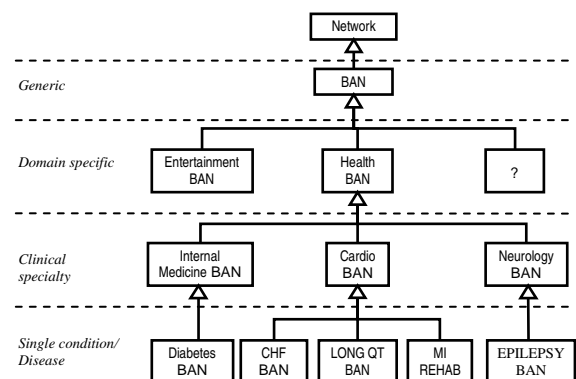 Network
Generic
BAN
Domain specific
Entertainment
BAN
Health
BAN
?
Clinical
specialty
Internal
Medicine BAN
Cardio
BAN
Neurology
BAN
Single condition/
Disease
Diabetes
BAN
CHF
BAN
LONG QT
BAN
MI
REHAB
EPILEPSY
BAN